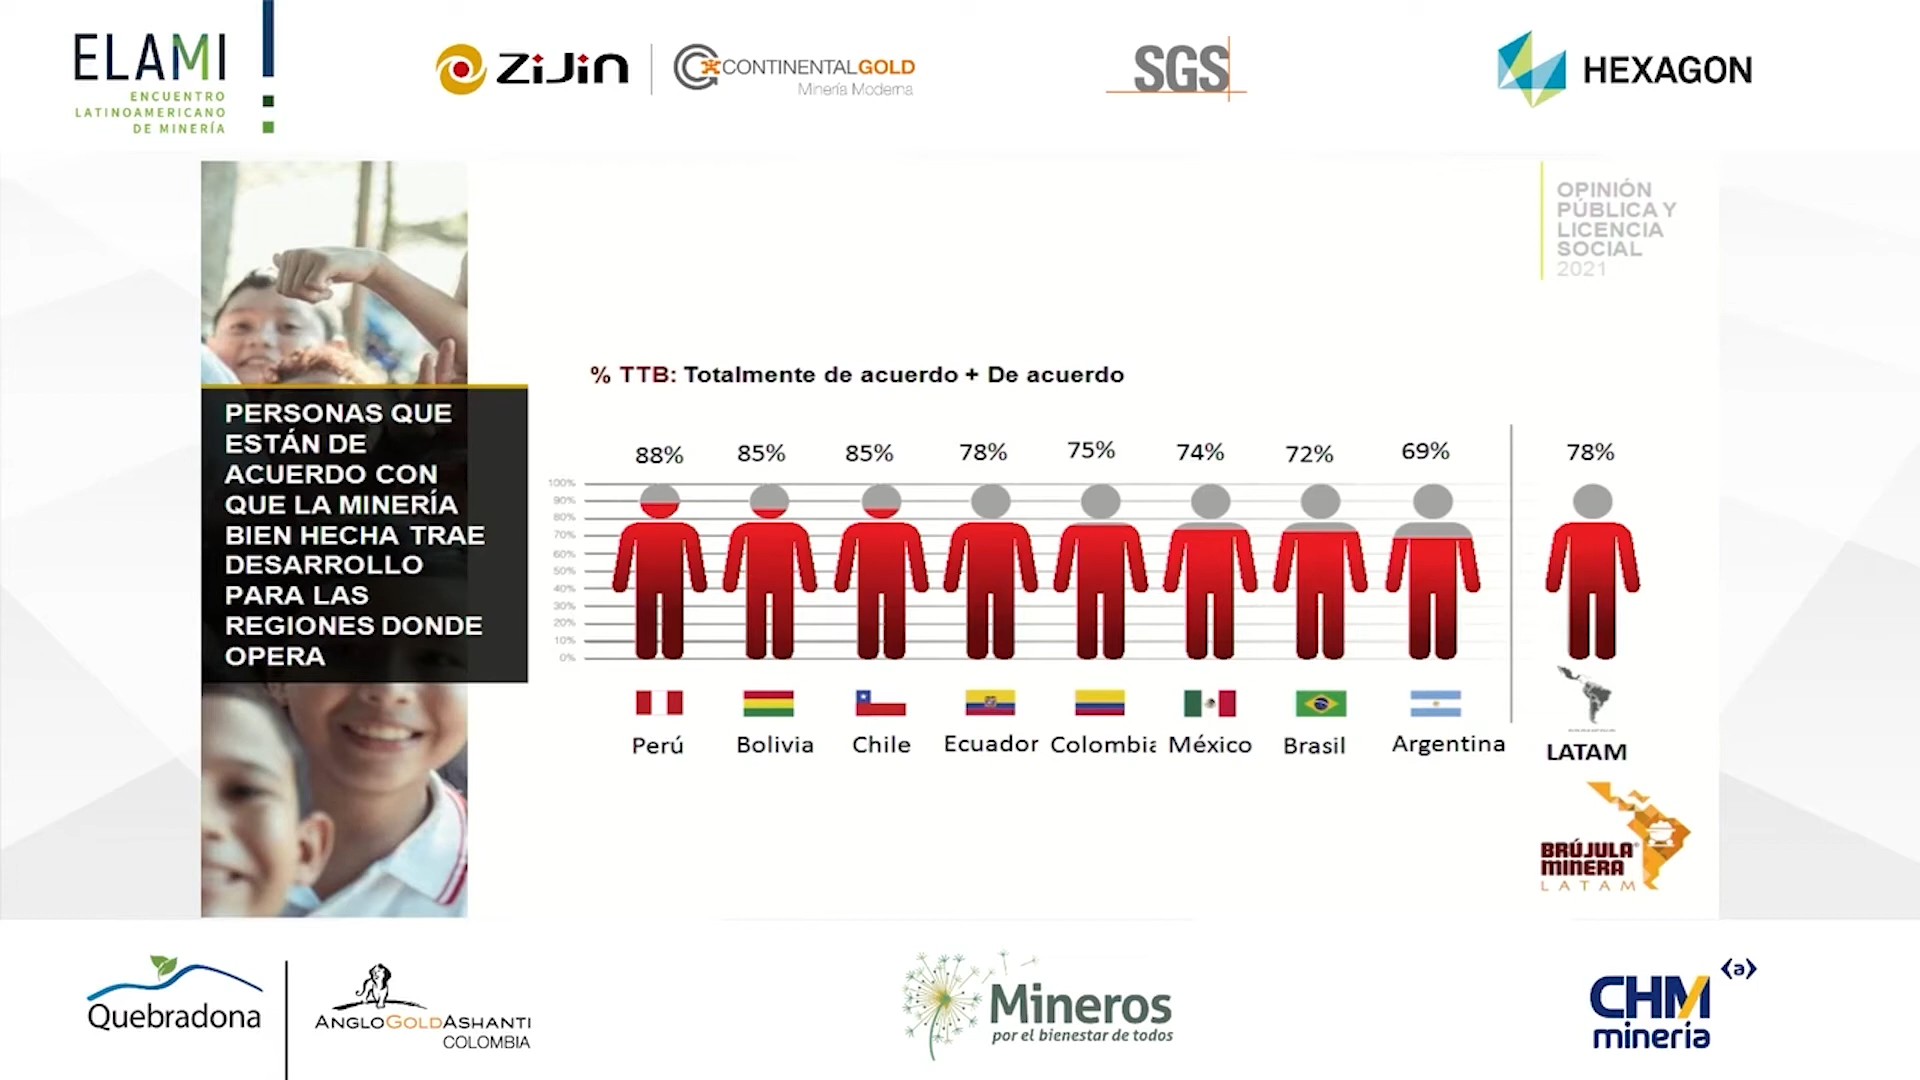 ELAMI
ENCUENTRO
LATINOAMERICANO
DE MINERÍA
ZiJin
CONTINENTALGOLD
Minería Moderna
SGS
HEXAGON
OPINIÓN
PÚBLICA Y
LICENCIA
SOCIAL
2021
PERSONAS QUE
ESTÁN DE
ACUERDO CON
QUE LA MINERÍA
BIEN HECHA TRAE
DESARROLLO
PARA LAS
REGIONES DONDE
OPERA
% TTB: Totalmente de acuerdo + De acuerdo
88% 85% 85% 78% 75% 74% 72% 69% 78%
100%
90%
80%
70%
60%
50%
40%
30%
20%
10%
0%
Perú Bolivia Chile Ecuador Colombia México Brasil Argentina LATAM
BRÚJULA®
MINERA
LATAM
Quebradona
ANGLOGOLDASHANTI
COLOMBIA
Mineros
por el bienestar de todos
CHM
minería
(a)